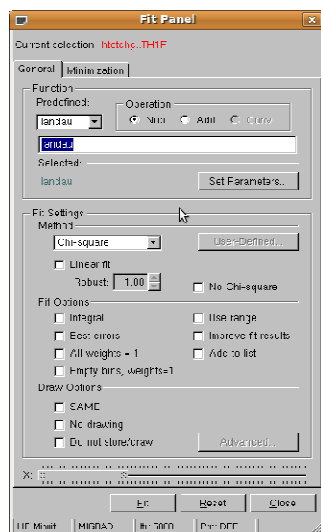 Fit Panel
Current selection: htotchg::TH1F
General Minimization
Function
Predefined: Operation
landau Nop Add Conv
landau
Selected:
landau Set Parameters...
Fit Settings
Method
Chi-square User-Defined...
Linear fit
Robust: 1.00 No Chi-square
Fit Options
Integral Use range
Best errors Improve fit results
All weights = 1 Add to list
Empty bins, weights=1
Draw Options
SAME
No drawing
Do not store/draw Advanced...
X:
Fit Reset Close
LIB Minuit MIGRAD Itr: 5000 Prn: DEF